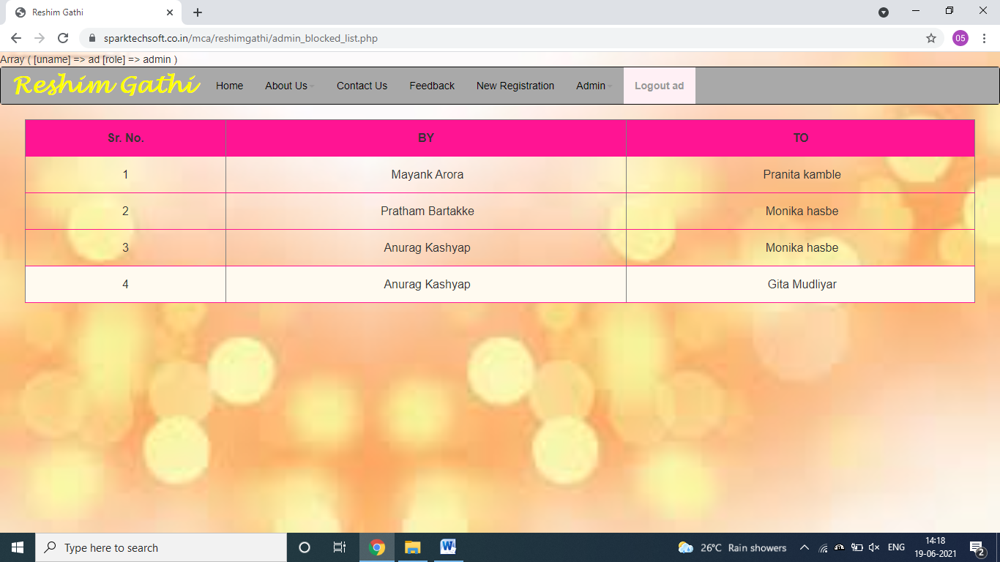 Reshim Gathi
sparktechsoft.co.in/mca/reshimgathi/admin_blocked_list.php
05
Array ( [uname] => ad [role] => admin )
Reshim Gathi Home About Us Contact Us Feedback New Registration Admin Logout ad
Sr. No. BY TO
1 Mayank Arora Pranita kamble
2 Pratham Bartakke Monika hasbe
3 Anurag Kashyap Monika hasbe
4 Anurag Kashyap Gita Mudliyar
Type here to search
26°C Rain showers
ENG
14:18
19-06-2021
2